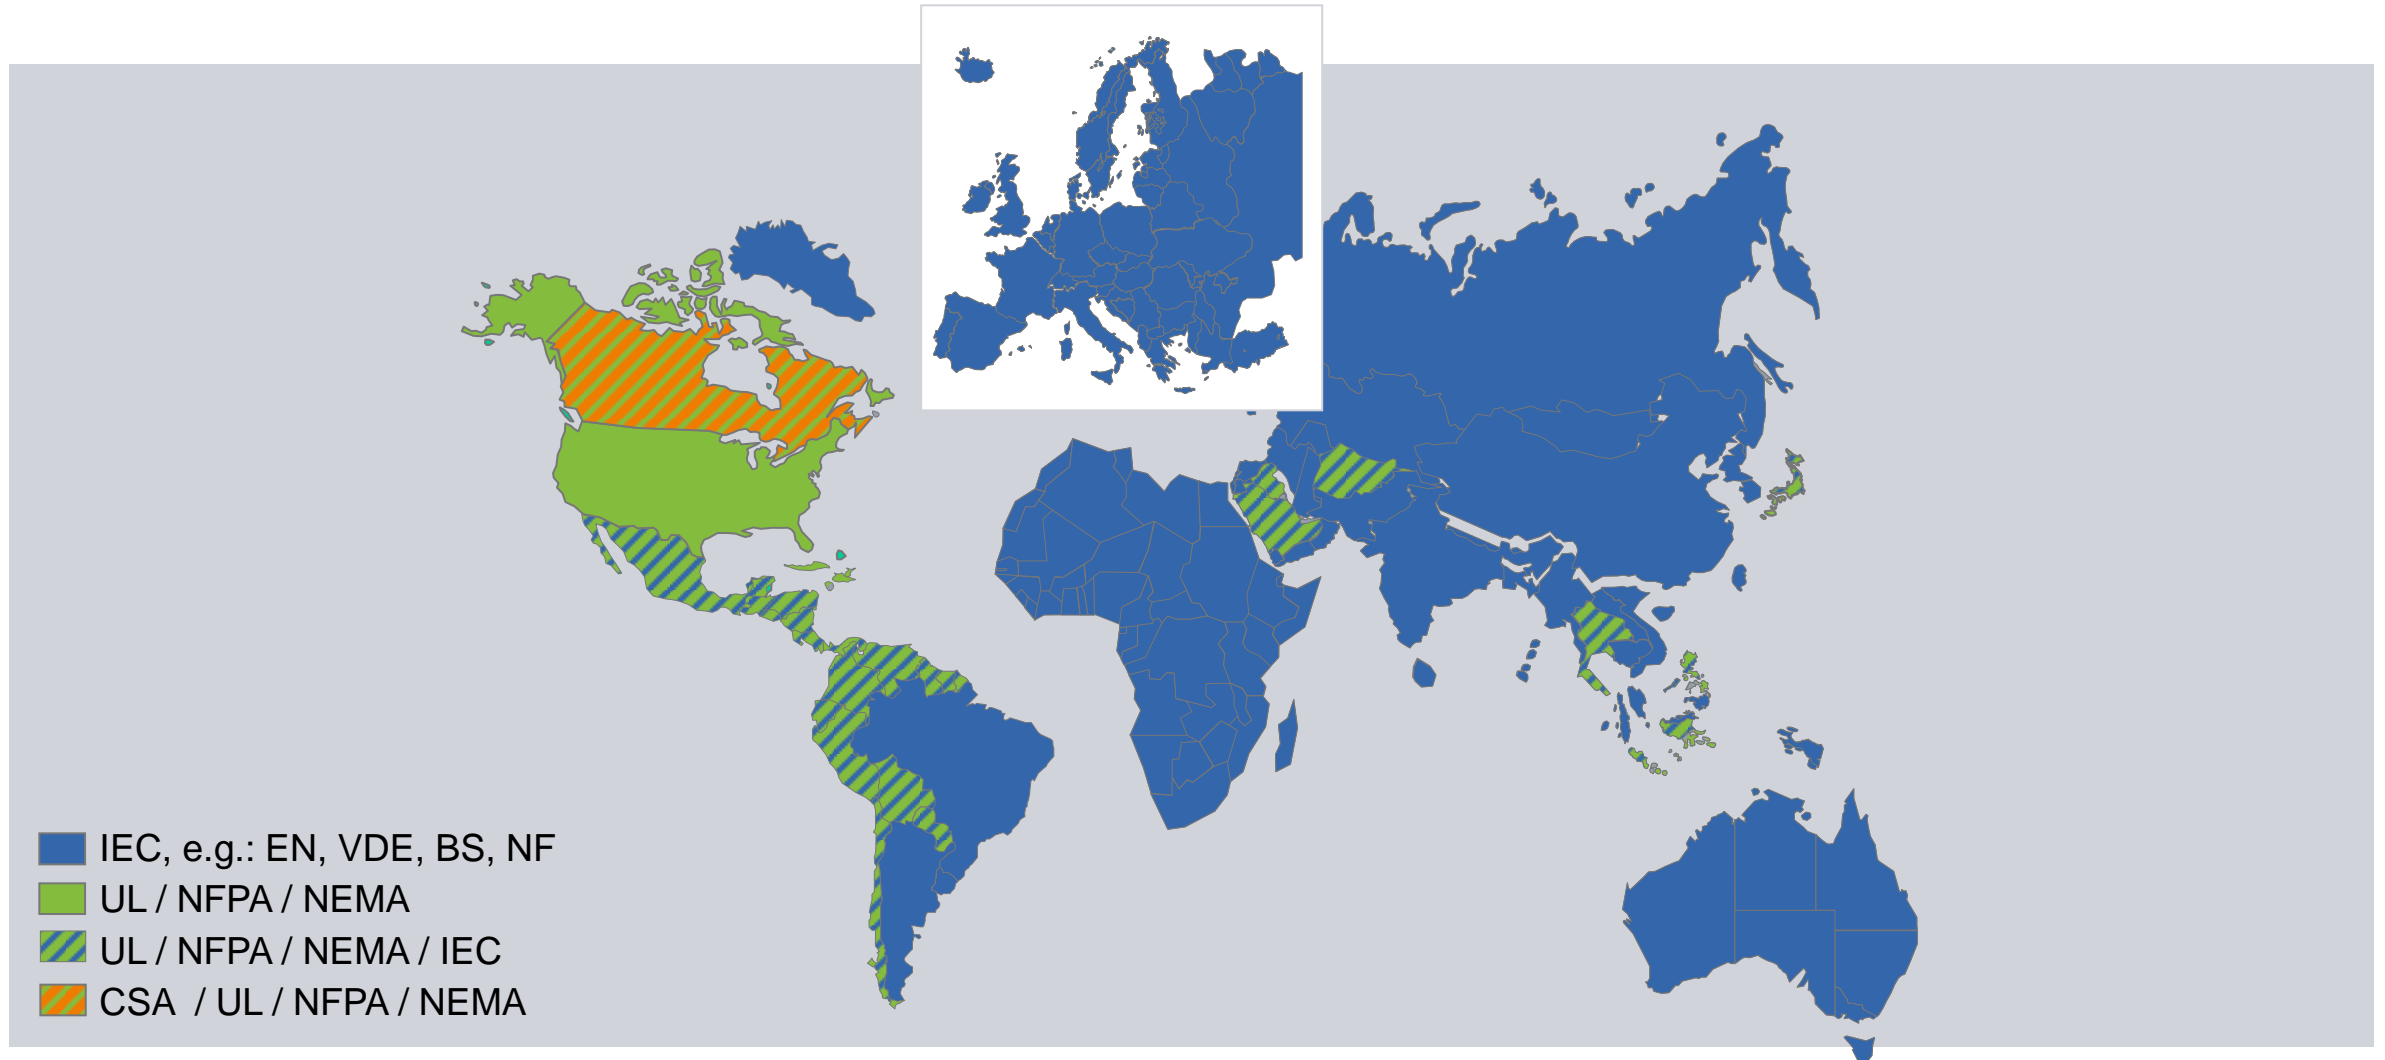 IEC, e.g.: EN, VDE, BS, NF
UL / NFPA / NEMA
UL / NFPA / NEMA / IEC
CSA / UL / NFPA / NEMA